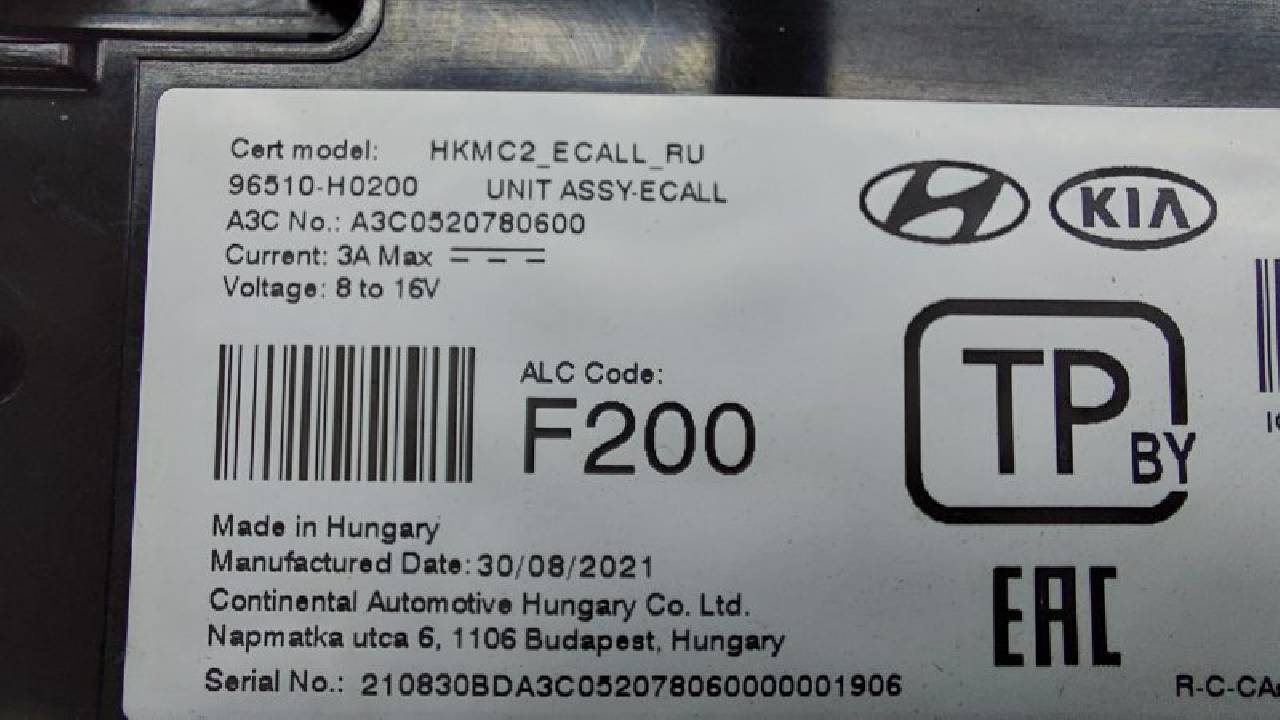 Cert model: HKMC2_ECALL_RU
96510-H0200 UNIT ASSY-ECALL
A3C No.: A3C0520780600
Current: 3A Max
Voltage: 8 to 16V
KIA
ALC Code:
F200
TP
BY
Made in Hungary
Manufactured Date: 30/08/2021
Continental Automotive Hungary Co. Ltd.
Napmatka utca 6, 1106 Budapest, Hungary
Serial No.: 210830BDA3C052078060000001906
EAC
R-C-CA